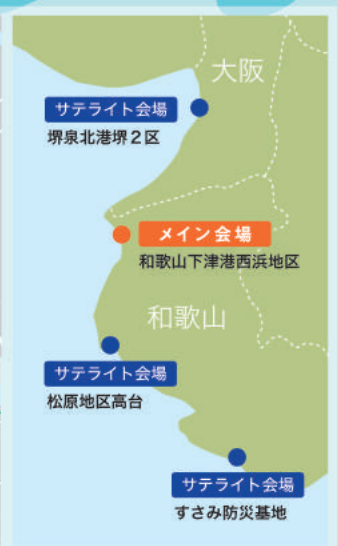 大阪
サテライト会場
堺泉北港堺2区
メイン会場
和歌山下津港西浜地区
和歌山
サテライト会場
松原地区高台
サテライト会場
すさみ防災基地